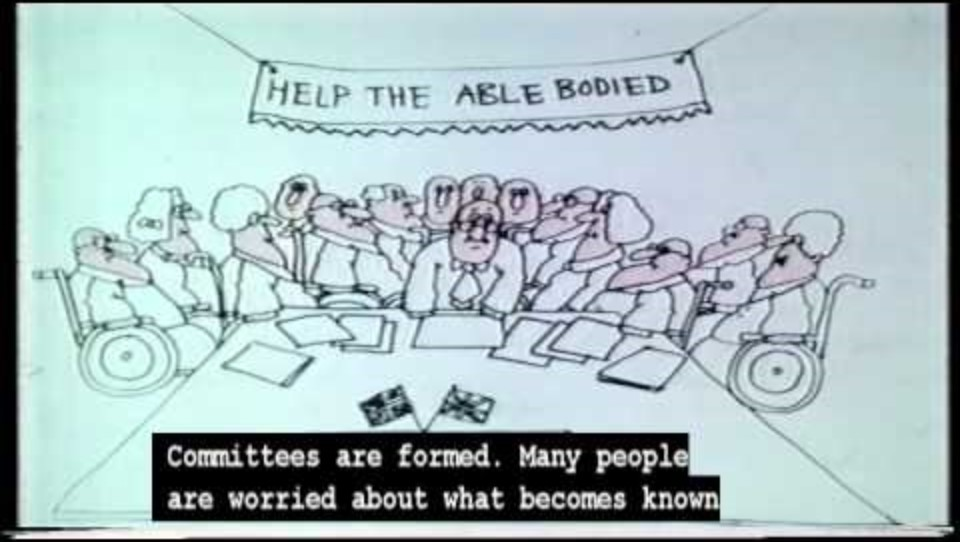 HELP THE ABLE BODIED
Committees are formed. Many people
are worried about what becomes known